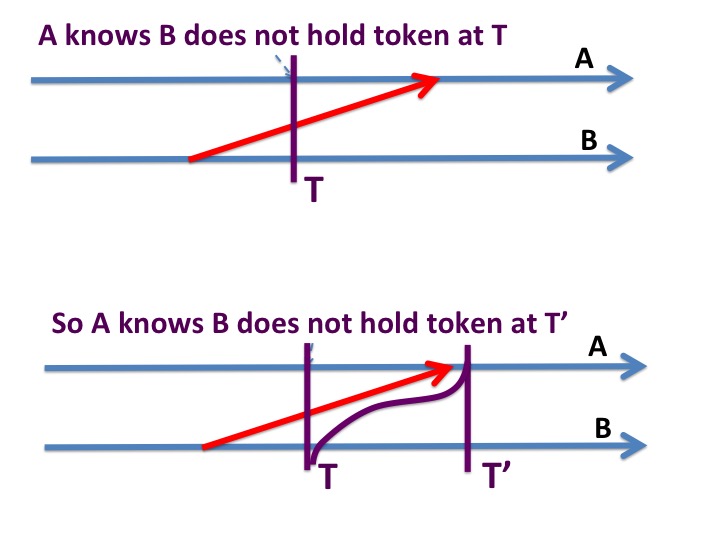 A knows B does not hold token at T
A
B
T
So A knows B does not hold token at T’
A
B
T
T’